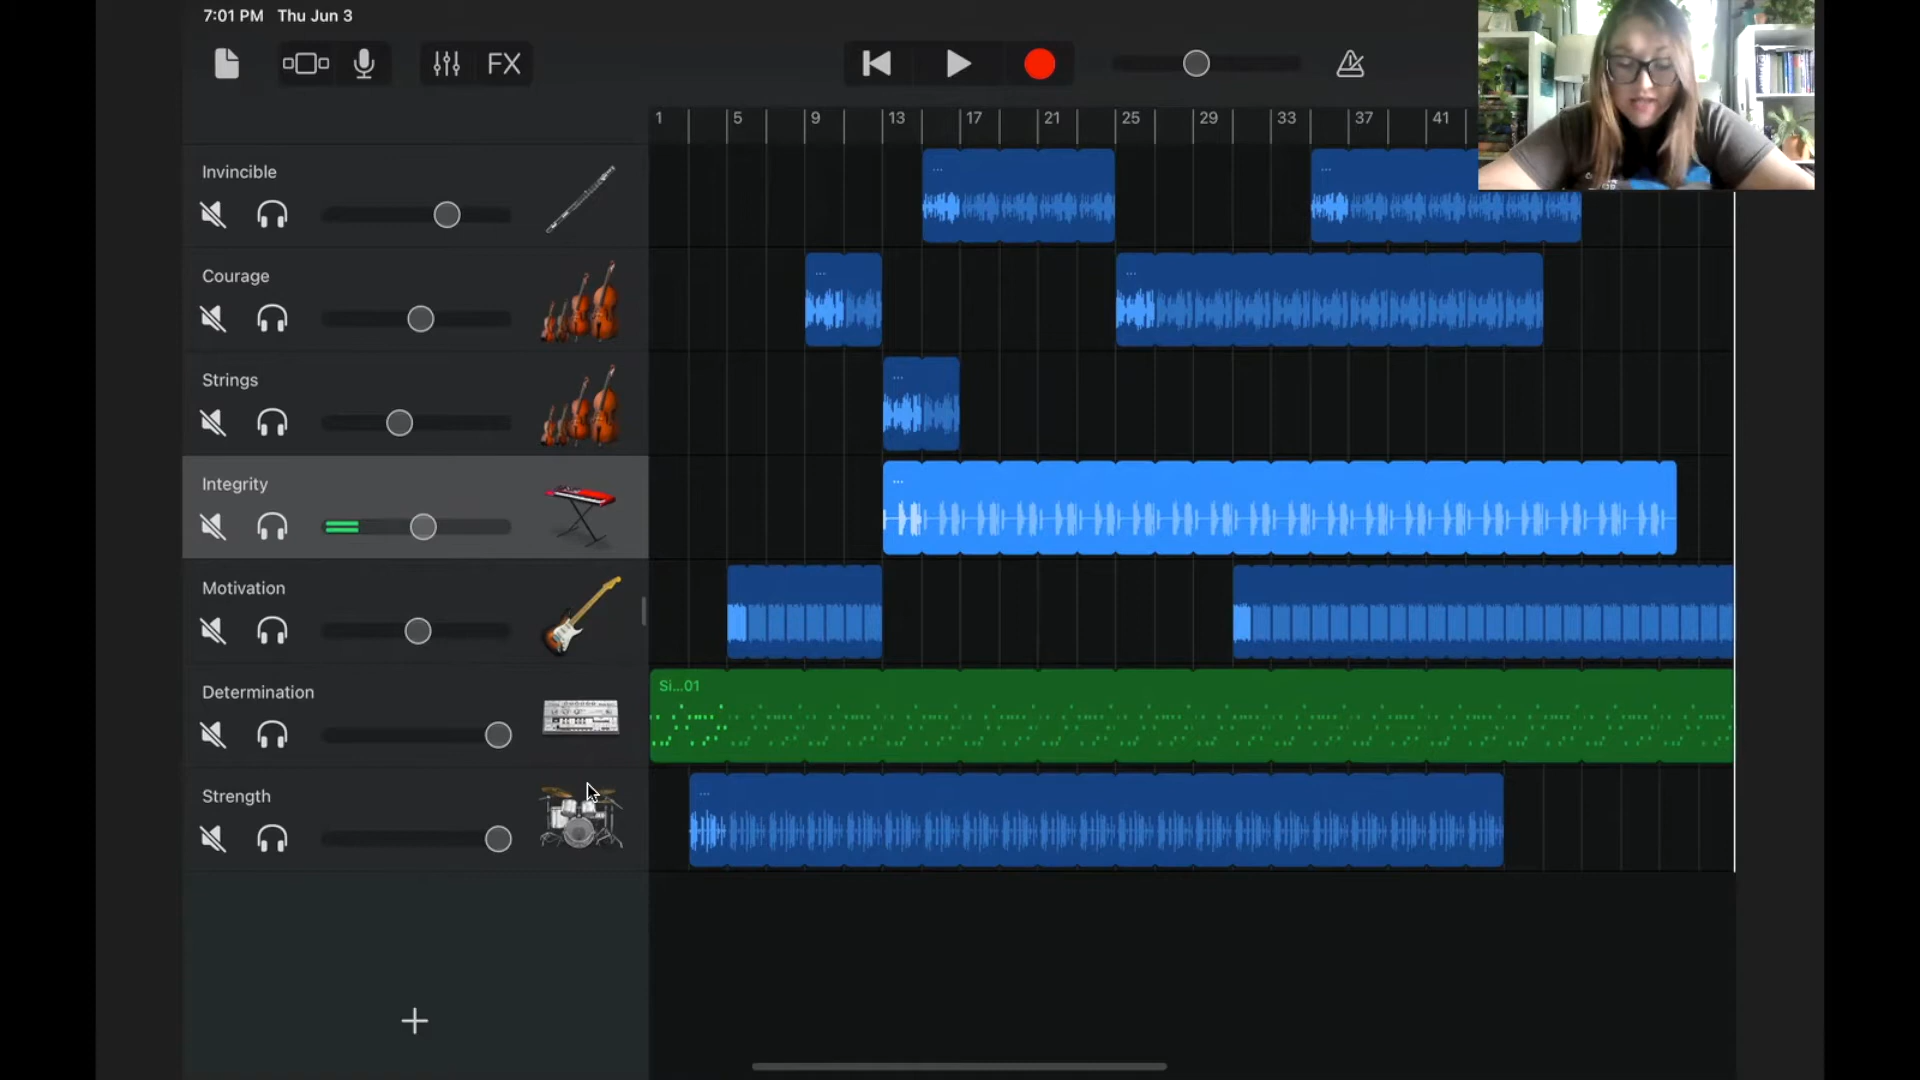 7:01 PM Thu Jun 3
FX
1 5 9 13 17 21 25 29 33 37 41
Invincible
...
...
Courage
...
...
Strings
...
Integrity
...
Motivation
Determination
Si...01
Strength
...